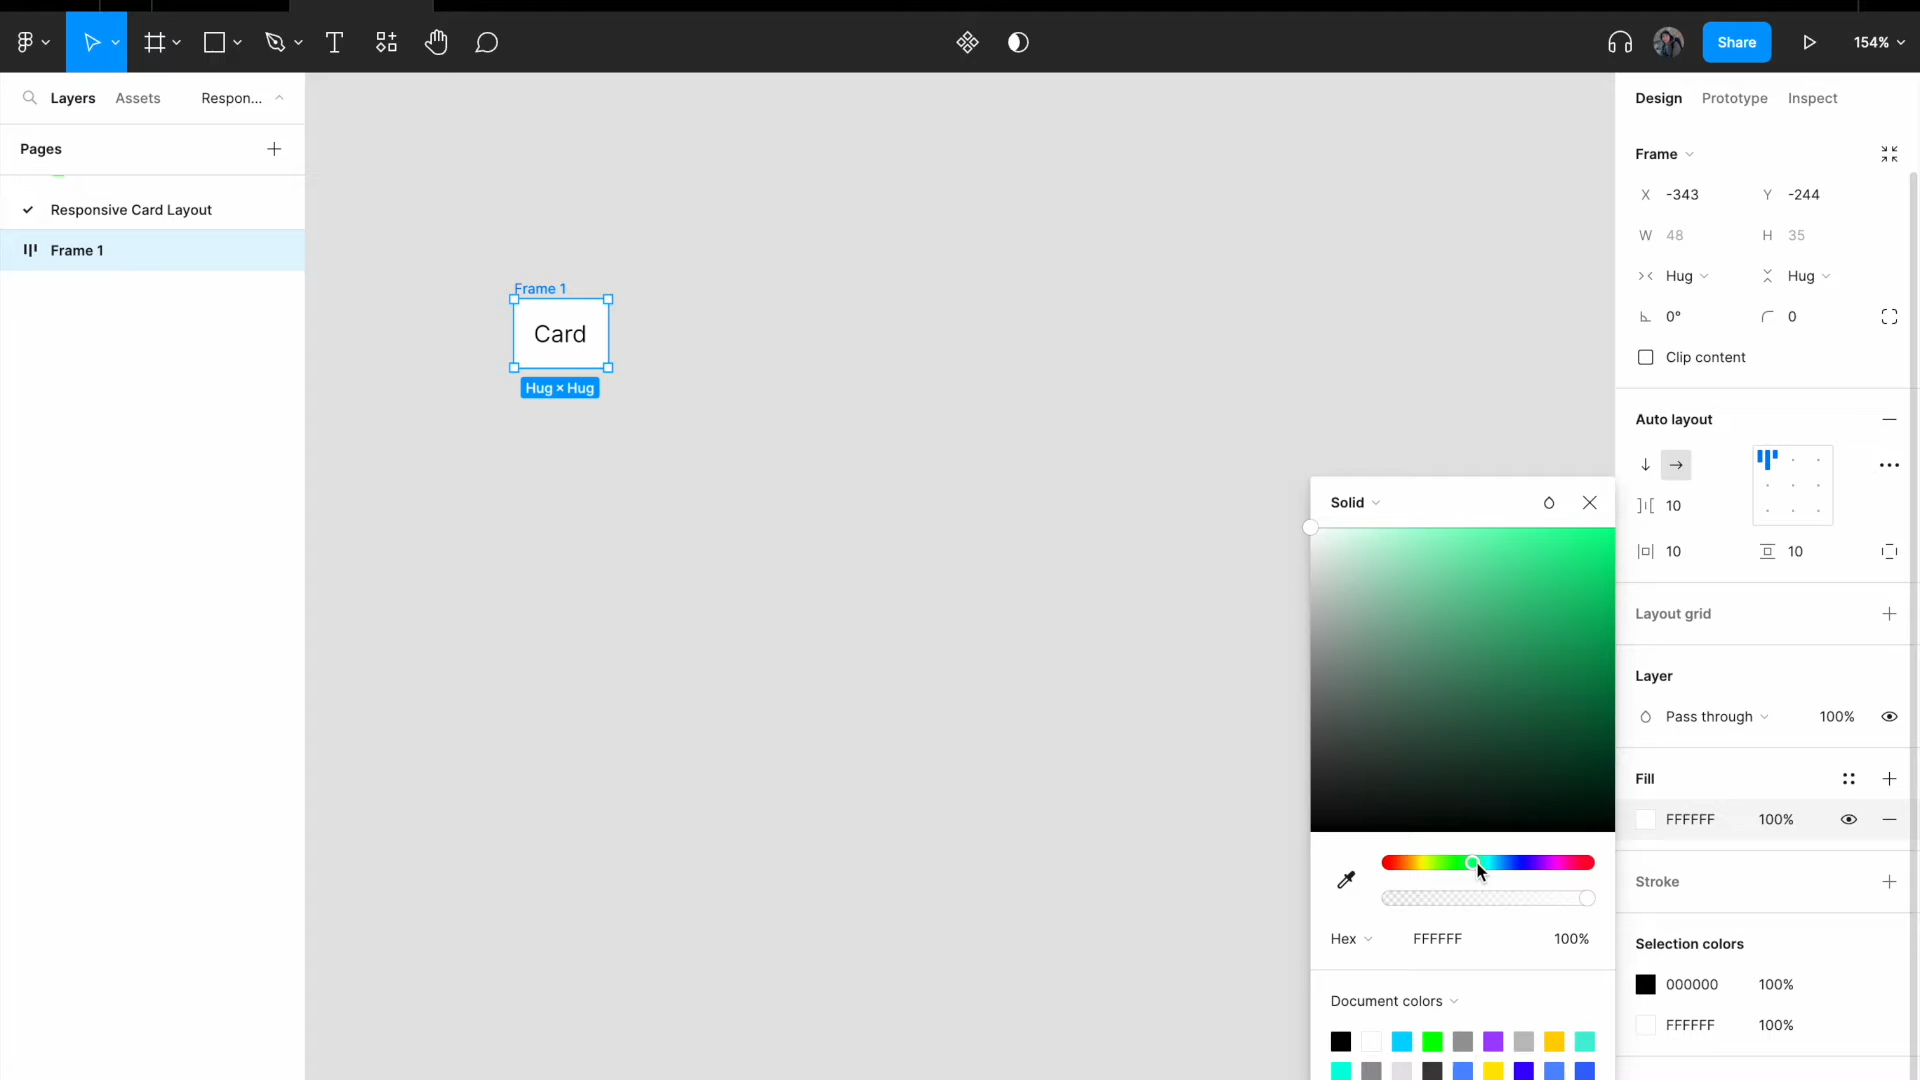 Share
154%
Layers Assets Respon...
Pages
Responsive Card Layout
Frame 1
Frame 1
Card
Hug × Hug
Design Prototype Inspect
Frame
X -343 Y -244
W 48 H 35
Hug Hug
0° 0
Clip content
Auto layout
10
10 10
Layout grid
Layer
Pass through 100%
Fill
FFFFFF 100%
Stroke
Selection colors
000000 100%
FFFFFF 100%
Solid
Hex FFFFFF 100%
Document colors